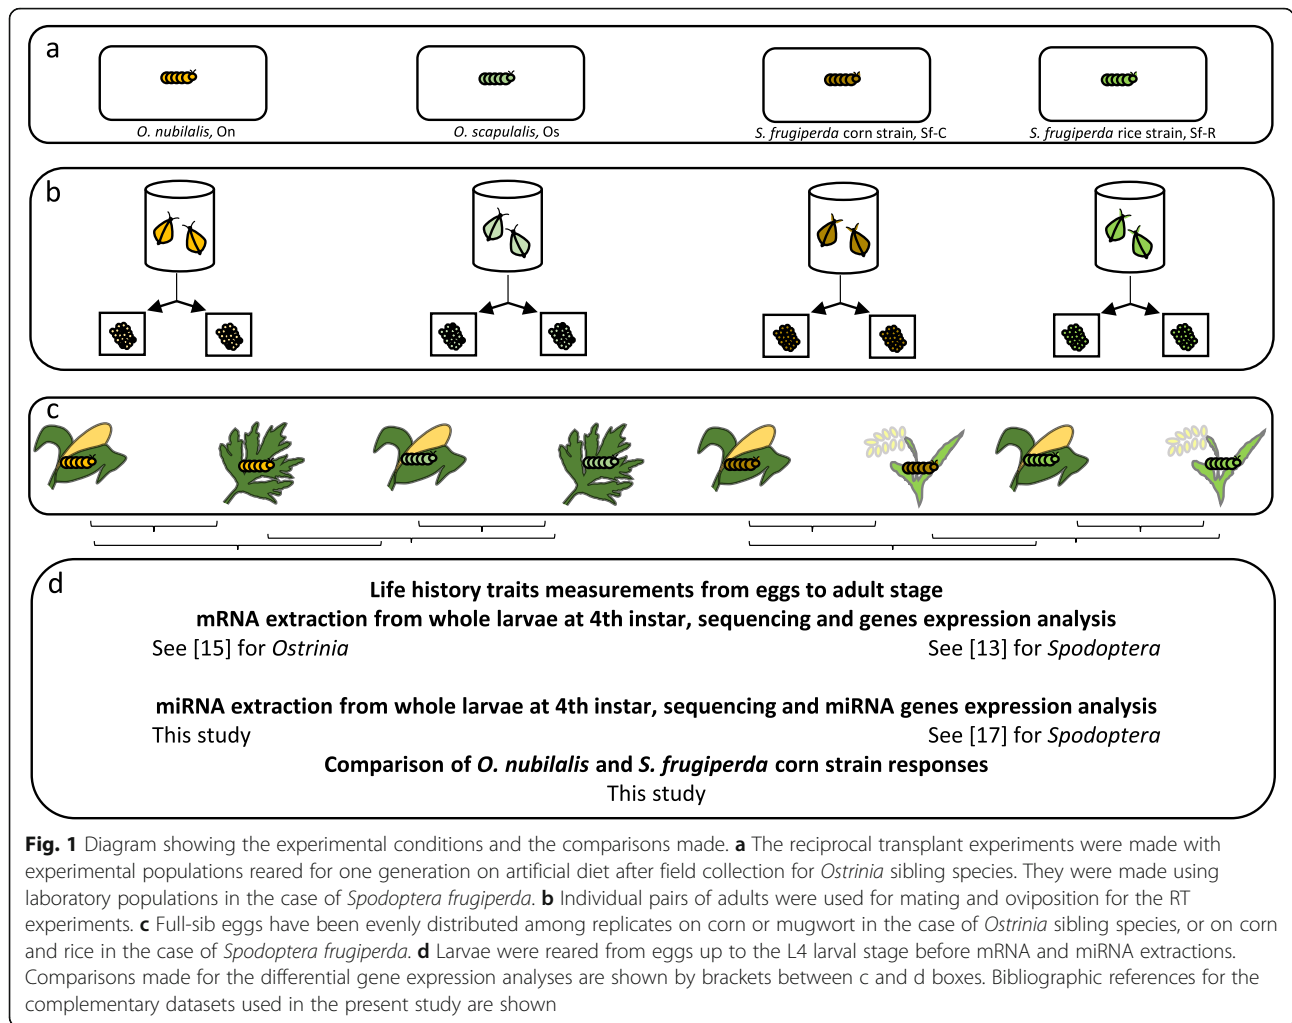 a
O. nubilalis, On
O. scapulalis, Os
S. frugiperda corn strain, Sf-C
S. frugiperda rice strain, Sf-R
b
c
d
Life history traits measurements from eggs to adult stage
mRNA extraction from whole larvae at 4th instar, sequencing and genes expression analysis
See [15] for Ostrinia
See [13] for Spodoptera
miRNA extraction from whole larvae at 4th instar, sequencing and miRNA genes expression analysis
This study
See [17] for Spodoptera
Comparison of O. nubilalis and S. frugiperda corn strain responses
This study
Fig. 1 Diagram showing the experimental conditions and the comparisons made. a The reciprocal transplant experiments were made with
experimental populations reared for one generation on artificial diet after field collection for Ostrinia sibling species. They were made using
laboratory populations in the case of Spodoptera frugiperda. b Individual pairs of adults were used for mating and oviposition for the RT
experiments. c Full-sib eggs have been evenly distributed among replicates on corn or mugwort in the case of Ostrinia sibling species, or on corn
and rice in the case of Spodoptera frugiperda. d Larvae were reared from eggs up to the L4 larval stage before mRNA and miRNA extractions.
Comparisons made for the differential gene expression analyses are shown by brackets between c and d boxes. Bibliographic references for the
complementary datasets used in the present study are shown